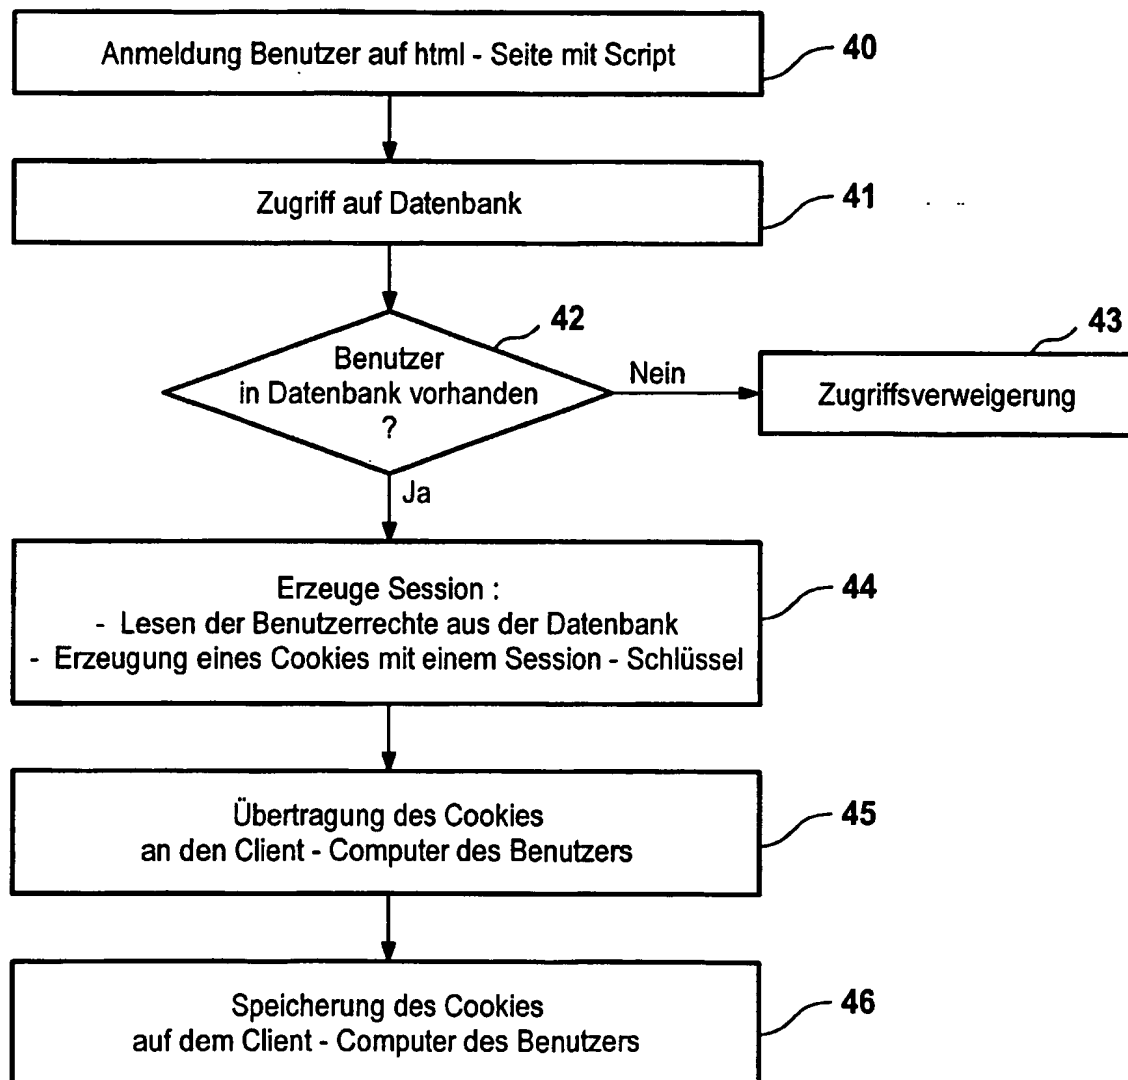 Anmeldung Benutzer auf html - Seite mit Script
40
Zugriff auf Datenbank
41
42
Benutzer
in Datenbank vorhanden
?
Nein
43
Zugriffsverweigerung
Ja
Erzeuge Session :
- Lesen der Benutzerrechte aus der Datenbank
- Erzeugung eines Cookies mit einem Session - Schlüssel
44
Übertragung des Cookies
an den Client - Computer des Benutzers
45
Speicherung des Cookies
auf dem Client - Computer des Benutzers
46